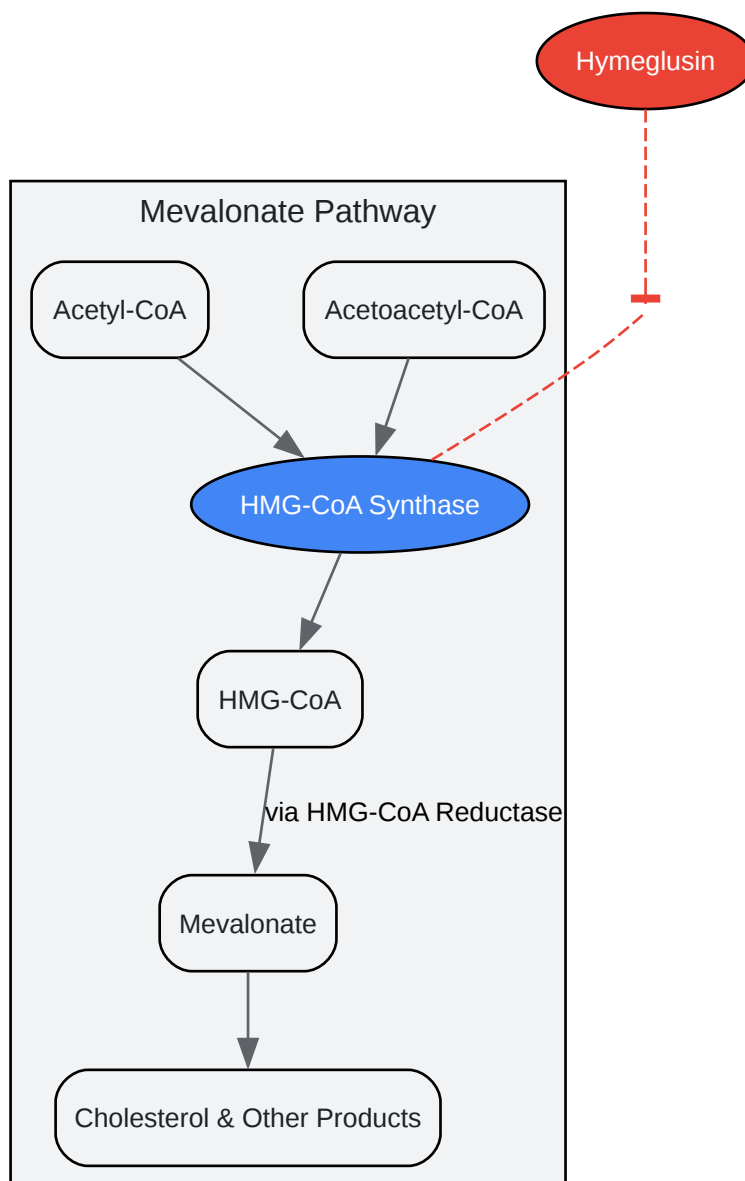 Hymeglusin
Mevalonate Pathway
Acetyl-CoA
Acetoacetyl-CoA
HMG-CoA Synthase
HMG-CoA
via HMG-CoA Reductase
Mevalonate
Cholesterol & Other Products